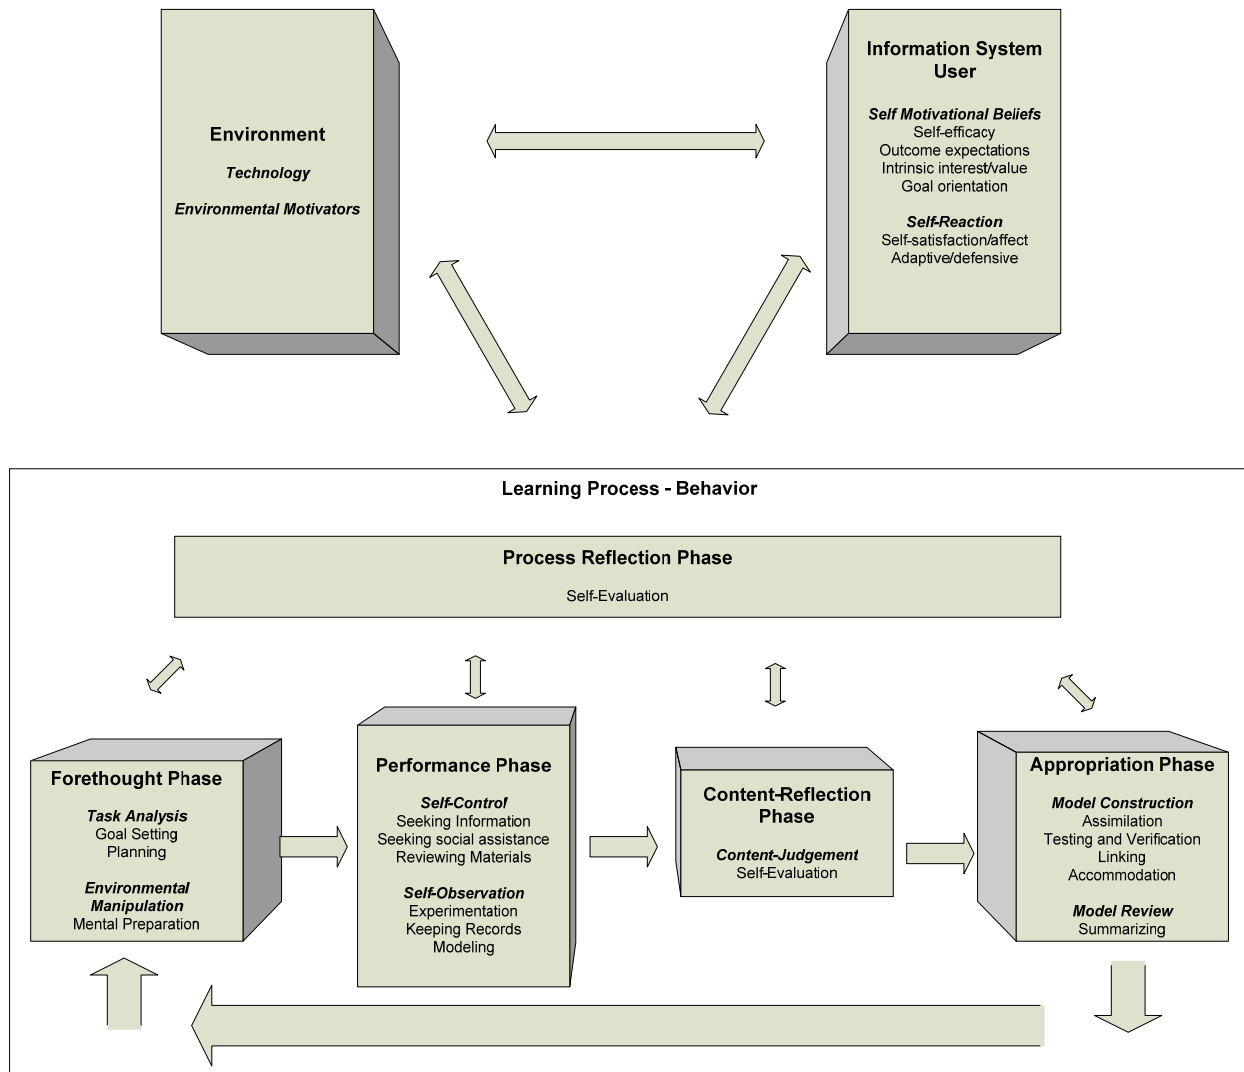 Environment
Technology
Environmental Motivators
Information System
User
Self Motivational Beliefs
Self-efficacy
Outcome expectations
Intrinsic interest/value
Goal orientation
Self-Reaction
Self-satisfaction/affect
Adaptive/defensive
Learning Process - Behavior
Process Reflection Phase
Self-Evaluation
Forethought Phase
Task Analysis
Goal Setting
Planning
Environmental
Manipulation
Mental Preparation
Performance Phase
Self-Control
Seeking Information
Seeking social assistance
Reviewing Materials
Self-Observation
Experimentation
Keeping Records
Modeling
Content-Reflection
Phase
Content-Judgement
Self-Evaluation
Appropriation Phase
Model Construction
Assimilation
Testing and Verification
Linking
Accommodation
Model Review
Summarizing